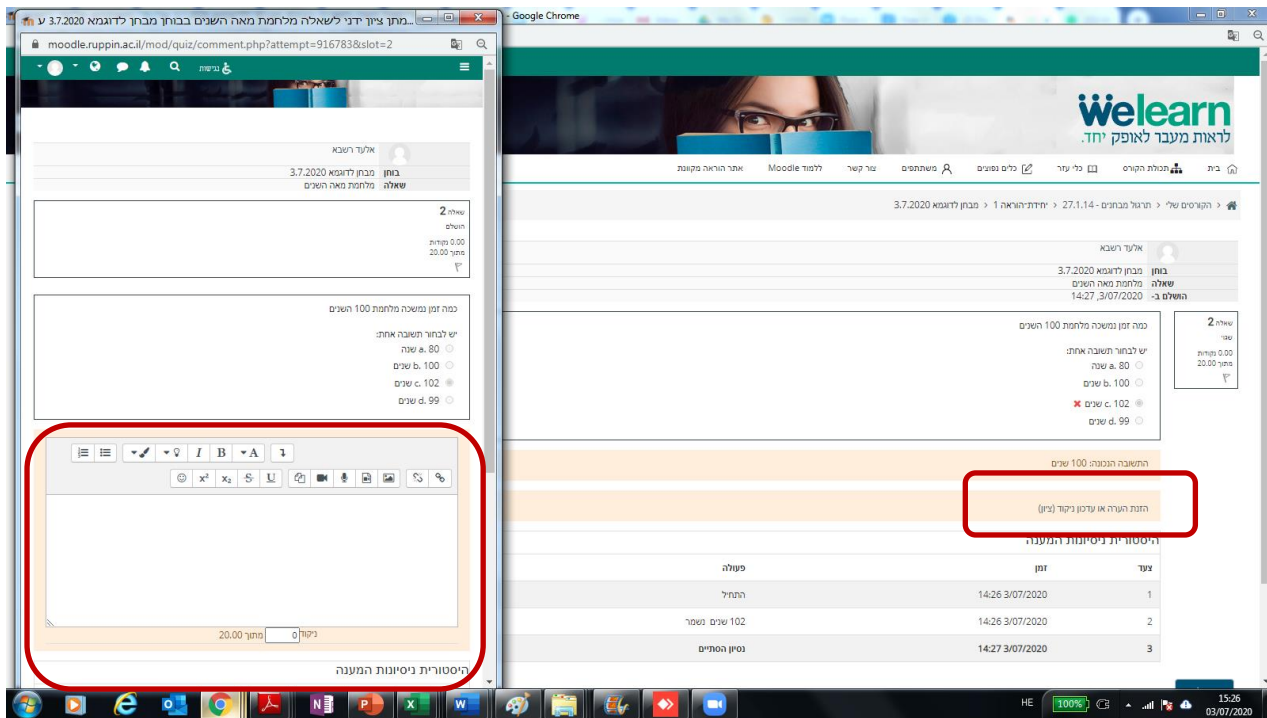 מתן ציון ידני לשאלה מלחמת מאה השנים בבוחן מבחן לדוגמא 3.7.2020 ע...
moodle.ruppin.ac.il/mod/quiz/comment.php?attempt=916783&slot=2
נגישות
אלעד רשבא
בוחן מבחן לדוגמא 3.7.2020
שאלה מלחמת מאה השנים
שאלה 2
הושלם
0.00 נקודות
מתוך 20.00
כמה זמן נמשכה מלחמת 100 השנים
יש לבחור תשובה אחת:
a. 80 שנה
b. 100 שנים
c. 102 שנים
d. 99 שנים
ניקוד 0 מתוך 20.00
היסטורית ניסיונות המענה
- Google Chrome
Welearn
לראות מעבר לאופק יחד.
בית
תכולת הקורס
כלי עזר
כלים נפוצים
משתתפים
צור קשר
ללמוד Moodle
אתר הוראה מקוונת
הקורסים שלי › תרגול מבחנים - 27.1.14 › יחידת-הוראה 1 › מבחן לדוגמא 3.7.2020
אלעד רשבא
בוחן מבחן לדוגמא 3.7.2020
שאלה מלחמת מאה השנים
הושלם ב- 3/07/2020, 14:27
שאלה 2
שגוי
0.00 נקודות
מתוך 20.00
כמה זמן נמשכה מלחמת 100 השנים
יש לבחור תשובה אחת:
a. 80 שנה
b. 100 שנים
c. 102 שנים
d. 99 שנים
התשובה הנכונה: 100 שנים
הזנת הערה או עדכון ניקוד (ציון)
היסטורית ניסיונות המענה
צעד זמן פעולה
1 3/07/2020 14:26 התחיל
2 3/07/2020 14:26 102 שנים נשמר
3 3/07/2020 14:27 נסיון הסתיים
HE 100% 15:26
03/07/2020